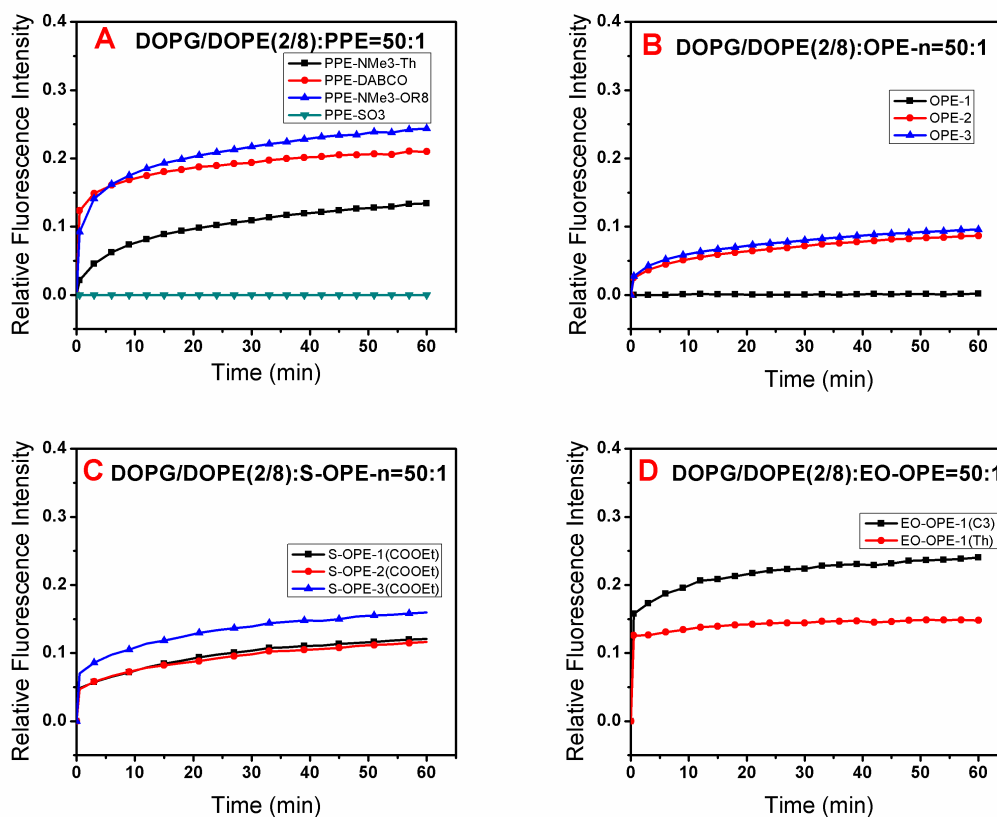 A
DOPG/DOPE(2/8):PPE=50:1
PPE-NMe3-Th
PPE-DABCO
PPE-NMe3-OR8
PPE-SO3
0.4
0.3
0.2
0.1
0.0
Relative Fluorescence Intensity
0 10 20 30 40 50 60
Time (min)
B
DOPG/DOPE(2/8):OPE-n=50:1
OPE-1
OPE-2
OPE-3
0.4
0.3
0.2
0.1
0.0
Relative Fluorescence Intensity
0 10 20 30 40 50 60
Time (min)
C
DOPG/DOPE(2/8):S-OPE-n=50:1
S-OPE-1(COOEt)
S-OPE-2(COOEt)
S-OPE-3(COOEt)
0.4
0.3
0.2
0.1
0.0
Relative Fluorescence Intensity
0 10 20 30 40 50 60
Time (min)
D
DOPG/DOPE(2/8):EO-OPE=50:1
EO-OPE-1(C3)
EO-OPE-1(Th)
0.4
0.3
0.2
0.1
0.0
Relative Fluorescence Intensity
0 10 20 30 40 50 60
Time (min)